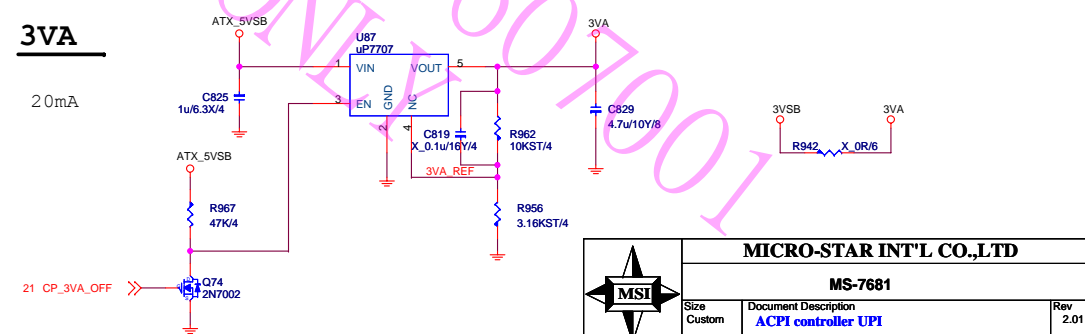 3VA
20mA
ATX_5VSB
U87
uP7707
1
VIN
VOUT
5
3
EN
GND
NC
2
4
C825
1u/6.3X/4
C819
X_0.1u/16Y/4
R962
10KST/4
3VA_REF
R956
3.16KST/4
3VA
C829
4.7u/10Y/8
3VSB
3VA
R942
X_0R/6
ATX_5VSB
R967
47K/4
Q74
2N7002
21 CP_3VA_OFF
ONLY
607001
MSI
MICRO-STAR INT'L CO.,LTD
MS-7681
Size
Custom
Document Description
ACPI controller UPI
Rev
2.01